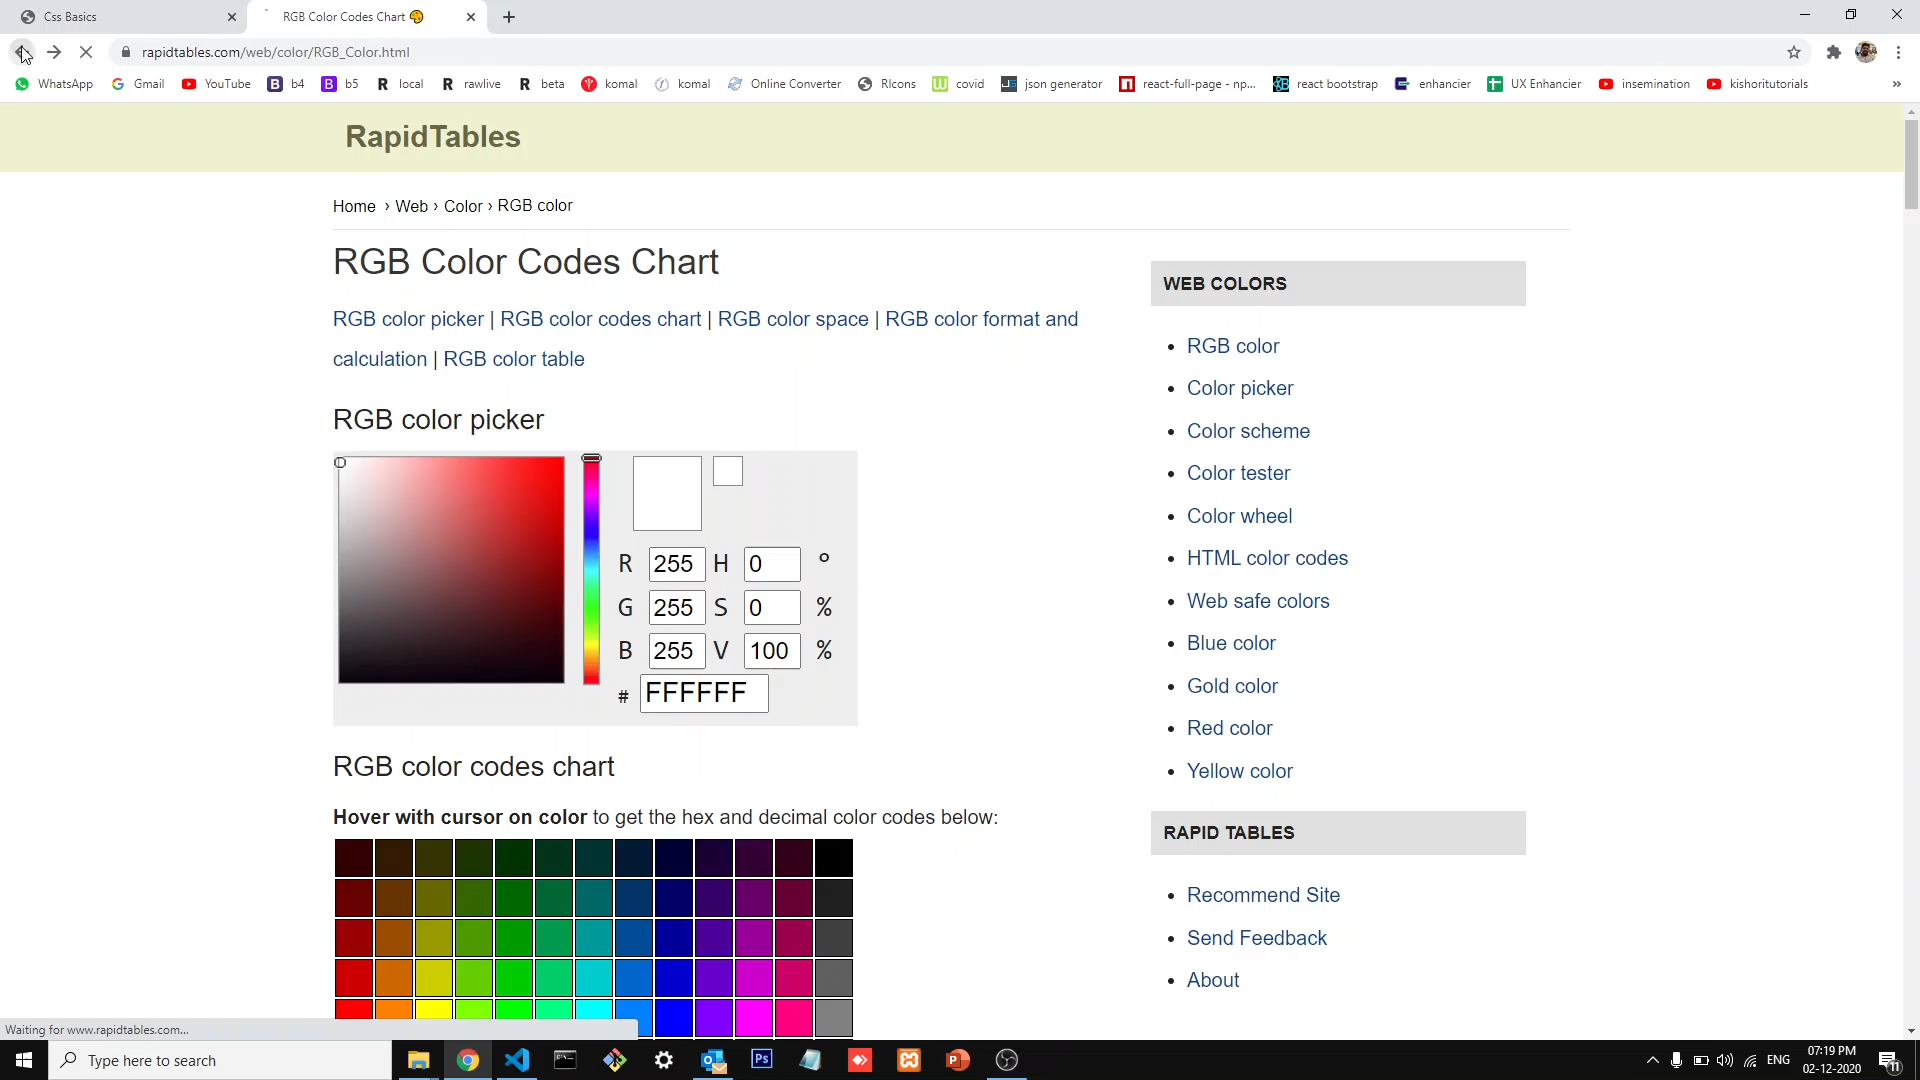 Css Basics
RGB Color Codes Chart
rapidtables.com/web/color/RGB_Color.html
WhatsApp Gmail YouTube b4 b5 local rawlive beta komal komal Online Converter RIcons covid json generator react-full-page - np... react bootstrap enhancier UX Enhancier insemination kishoritutorials »
RapidTables
Home › Web › Color › RGB color
RGB Color Codes Chart
RGB color picker | RGB color codes chart | RGB color space | RGB color format and
calculation | RGB color table
RGB color picker
R 255 H 0 °
G 255 S 0 %
B 255 V 100 %
# FFFFFF
RGB color codes chart
Hover with cursor on color to get the hex and decimal color codes below:
WEB COLORS
• RGB color
• Color picker
• Color scheme
• Color tester
• Color wheel
• HTML color codes
• Web safe colors
• Blue color
• Gold color
• Red color
• Yellow color
RAPID TABLES
• Recommend Site
• Send Feedback
• About
Waiting for www.rapidtables.com...
Type here to search
Ps
ENG
07:19 PM
02-12-2020
11